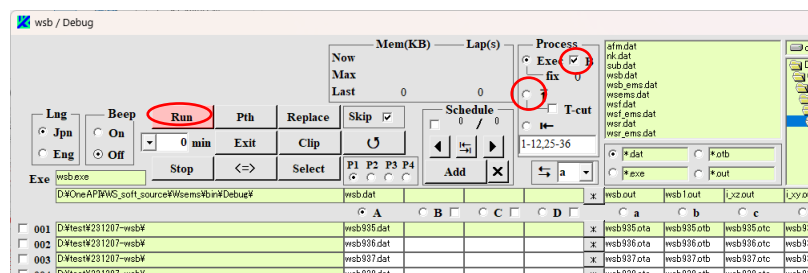 wsb / Debug
Mem(KB) Lap(s)
Now
Max
Last 0 0
Process
Exec B
fix 0
T-cut
1-12,25-36
a
Lng Beep
Jpn On
Eng Off
Run Pth Replace Skip
0 min Exit Clip
Stop <=> Select P1 P2 P3 P4
Schedule
0 / 0
Add
afm.dat
nk.dat
sub.dat
wsb.dat
wsb_ems.dat
wsems.dat
wsf.dat
wsf_ems.dat
wsr.dat
wsr_ems.dat
*.dat *.otb
*.exe *.out
Exe wsb.exe
D:¥OneAPI¥WS_soft_source¥Wsems¥bin¥Debug¥ wsb.dat x wsb.out wsb1.out i_xz.out
A B C D a b c
001 D:¥test¥231207-wsb¥ wsb935.dat x wsb935.ota wsb935.otb wsb935.otc
002 D:¥test¥231207-wsb¥ wsb936.dat x wsb936.ota wsb936.otb wsb936.otc
003 D:¥test¥231207-wsb¥ wsb937.dat x wsb937.ota wsb937.otb wsb937.otc